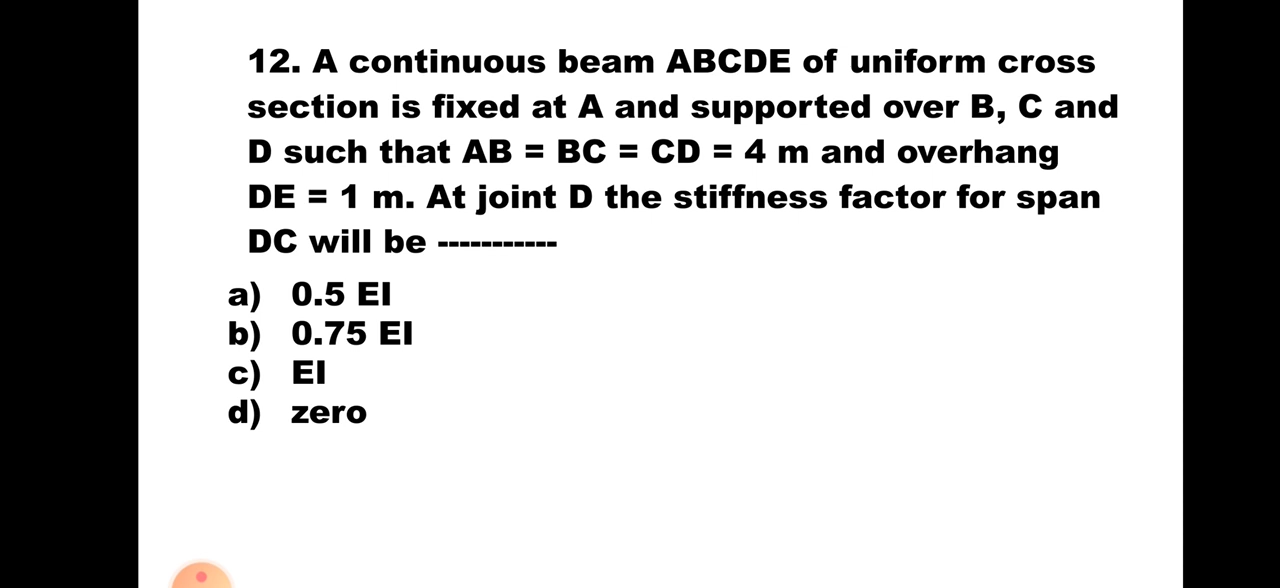 12. A continuous beam ABCDE of uniform cross
section is fixed at A and supported over B, C and
D such that AB = BC = CD = 4 m and overhang
DE = 1 m. At joint D the stiffness factor for span
DC will be -----------
a) 0.5 EI
b) 0.75 EI
c) EI
d) zero